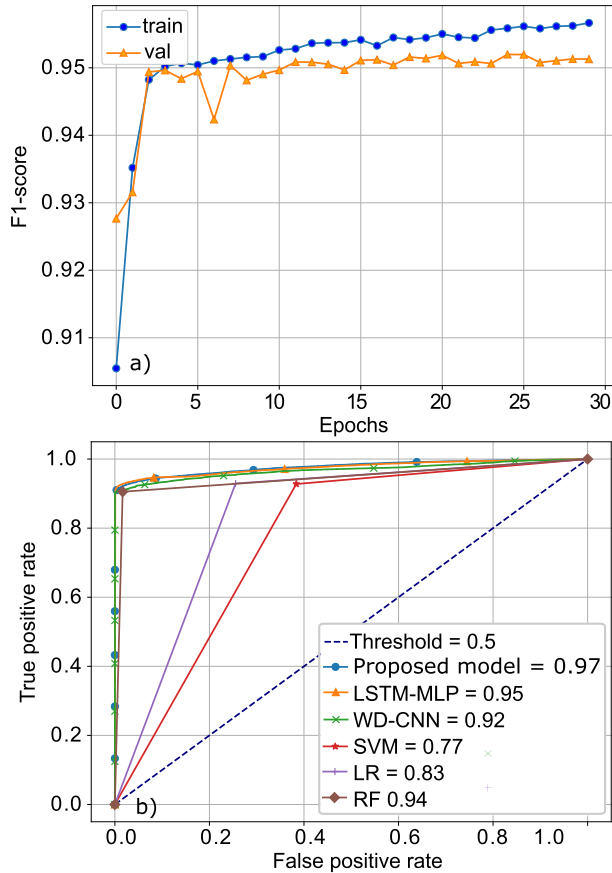 train
val
0.95
0.94
0.93
0.92
0.91
F1-score
a)
0 5 10 15 20 25 30
Epochs
1.0
0.8
0.6
0.4
0.2
0.0
True positive rate
Threshold = 0.5
Proposed model = 0.97
LSTM-MLP = 0.95
WD-CNN = 0.92
SVM = 0.77
LR = 0.83
RF 0.94
b)
0.0 0.2 0.4 0.6 0.8 1.0
False positive rate